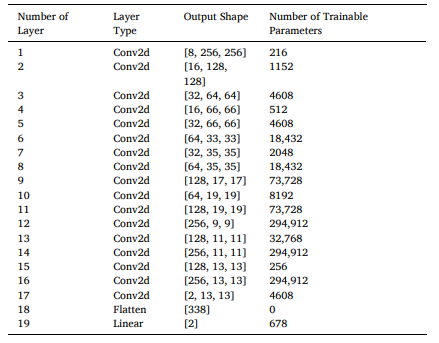 Number of Layer Output Shape Number of Trainable
Layer Type Parameters
1 Conv2d [8, 256, 256] 216
2 Conv2d [16, 128, 1152
128]
3 Conv2d [32, 64, 64] 4608
4 Conv2d [16, 66, 66] 512
5 Conv2d [32, 66, 66] 4608
6 Conv2d [64, 33, 33] 18,432
7 Conv2d [32, 35, 35] 2048
8 Conv2d [64, 35, 35] 18,432
9 Conv2d [128, 17, 17] 73,728
10 Conv2d [64, 19, 19] 8192
11 Conv2d [128, 19, 19] 73,728
12 Conv2d [256, 9, 9] 294,912
13 Conv2d [128, 11, 11] 32,768
14 Conv2d [256, 11, 11] 294,912
15 Conv2d [128, 13, 13] 256
16 Conv2d [256, 13, 13] 294,912
17 Conv2d [2, 13, 13] 4608
18 Flatten [338] 0
19 Linear [2] 678